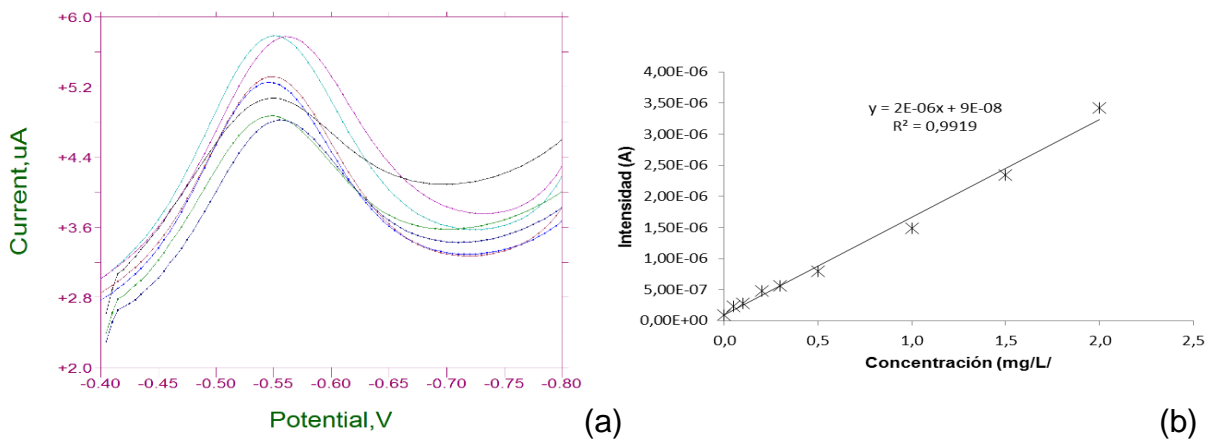 +6.0
+5.2
+4.4
+3.6
+2.8
+2.0
Current,uA
-0.40 -0.45 -0.50 -0.55 -0.60 -0.65 -0.70 -0.75 -0.80
Potential,V
(a)
4,00E-06
3,50E-06
3,00E-06
2,50E-06
2,00E-06
1,50E-06
1,00E-06
5,00E-07
0,00E+00
Intensidad (A)
y = 2E-06x + 9E-08
R² = 0,9919
0,0 0,5 1,0 1,5 2,0 2,5
Concentración (mg/L/
(b)